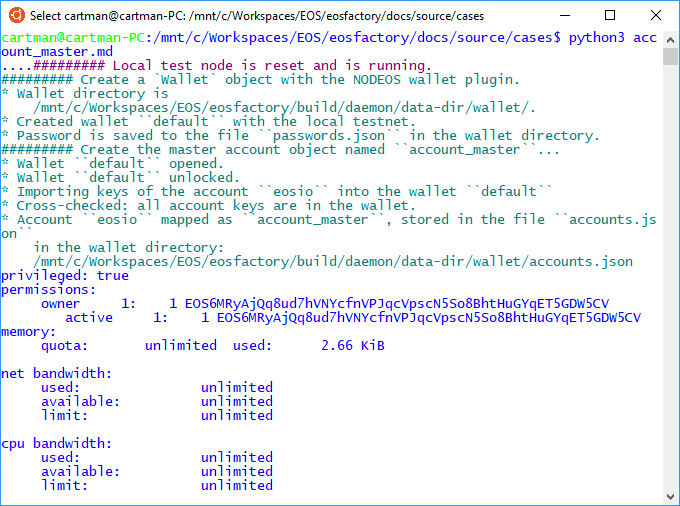 Select cartman@cartman-PC: /mnt/c/Workspaces/EOS/eosfactory/docs/source/cases
cartman@cartman-PC:/mnt/c/Workspaces/EOS/eosfactory/docs/source/cases$ python3 acc
ount_master.md
....######### Local test node is reset and is running.
######### Create a `Wallet` object with the NODEOS wallet plugin.
* Wallet directory is
    /mnt/c/Workspaces/EOS/eosfactory/build/daemon/data-dir/wallet/.
* Created wallet ``default`` with the local testnet.
* Password is saved to the file ``passwords.json`` in the wallet directory.
######### Create the master account object named ``account_master``...
* Wallet ``default`` opened.
* Wallet ``default`` unlocked.
* Importing keys of the account ``eosio`` into the wallet ``default``
* Cross-checked: all account keys are in the wallet.
* Account ``eosio`` mapped as ``account_master``, stored in the file ``accounts.js
on``
    in the wallet directory:
    /mnt/c/Workspaces/EOS/eosfactory/build/daemon/data-dir/wallet/accounts.json
privileged: true
permissions:
     owner     1:    1 EOS6MRyAjQq8ud7hVNYcfnVPJqcVpscN5So8BhtHuGYqET5GDW5CV
        active     1:    1 EOS6MRyAjQq8ud7hVNYcfnVPJqcVpscN5So8BhtHuGYqET5GDW5CV
memory:
     quota:       unlimited  used:      2.66 KiB
net bandwidth:
     used:               unlimited
     available:          unlimited
     limit:              unlimited
cpu bandwidth:
     used:               unlimited
     available:          unlimited
     limit:              unlimited